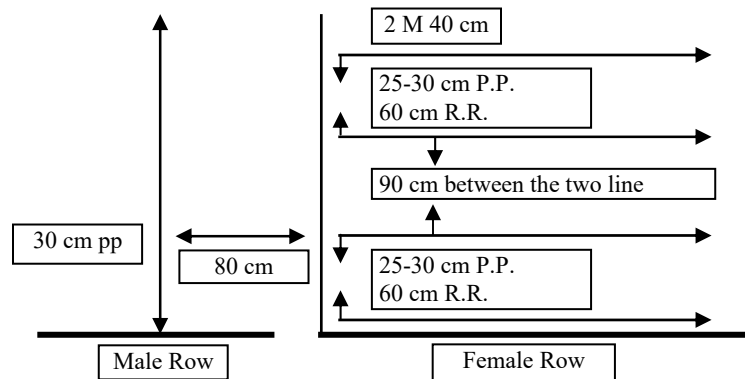 2 M 40 cm
25-30 cm P.P.
60 cm R.R.
90 cm between the two line
30 cm pp
80 cm
25-30 cm P.P.
60 cm R.R.
Male Row
Female Row